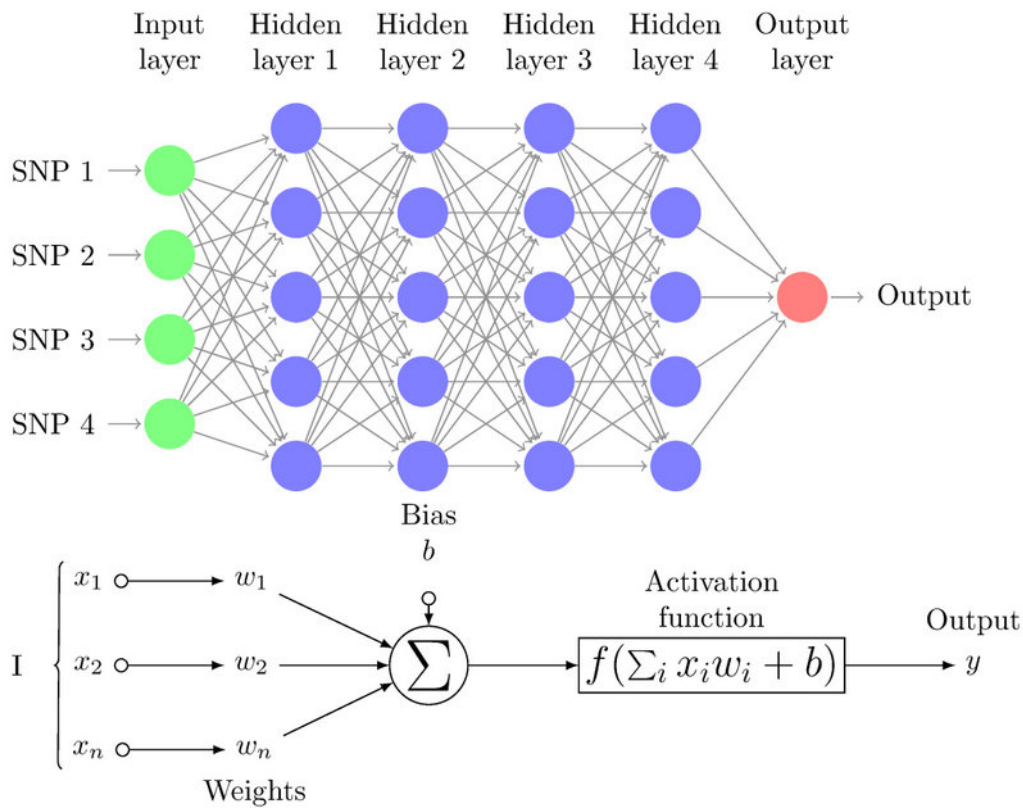 Input layer
Hidden layer 1
Hidden layer 2
Hidden layer 3
Hidden layer 4
Output layer
SNP 1
SNP 2
SNP 3
SNP 4
Output
Bias
b
I
x₁
w₁
x₂
w₂
xₙ
wₙ
Weights
∑
Activation
function
f(∑ᵢ xᵢwᵢ + b)
Output
y